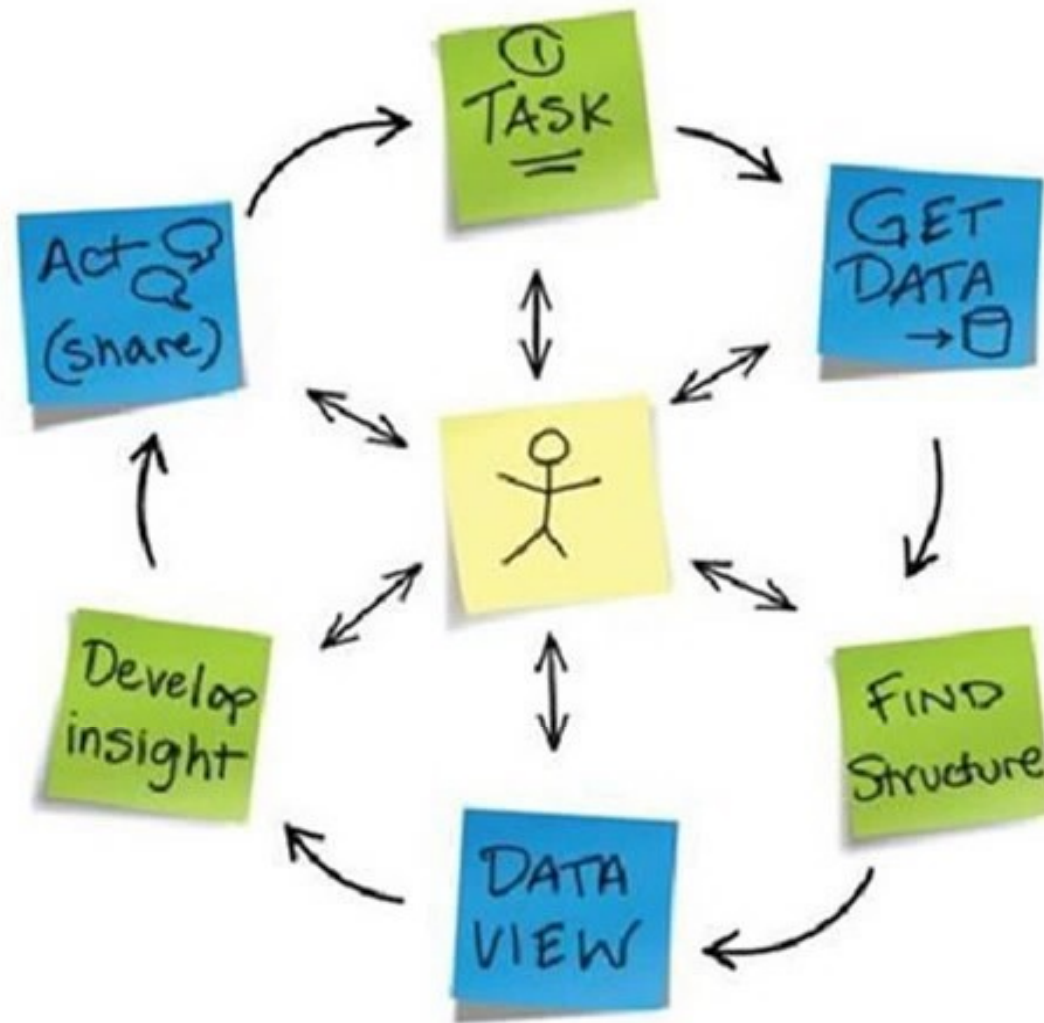 1
TASK
GET
DATA
FIND
Structure
DATA
VIEW
Develop
insight
Act
(share)